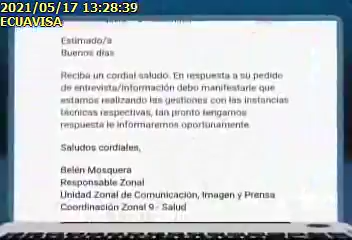 2021/05/17 13:28:39
ECUAVISA
Estimado/a
Buenos días
Reciba un cordial saludo. En respuesta a su pedido
de entrevista/información debo manifestarle que
estamos realizando las gestiones con las instancias
técnicas respectivas, tan pronto tengamos
respuesta le informaremos oportunamente.
Saludos cordiales,
Belén Mosquera
Responsable Zonal
Unidad Zonal de Comunicación, Imagen y Prensa
Coordinación Zonal 9 - Salud